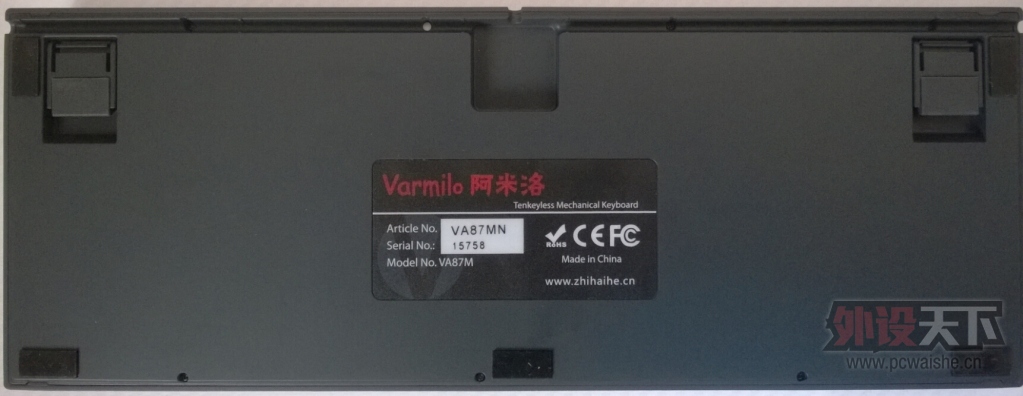 Varmilo 阿米洛
Tenkeyless Mechanical Keyboard
Article No. VA87MN
Serial No.: 15758
Model No. VA87M
RoHS CE FC
Made in China
www.zhihaihe.cn
外设天下
www.pcwaishe.cn